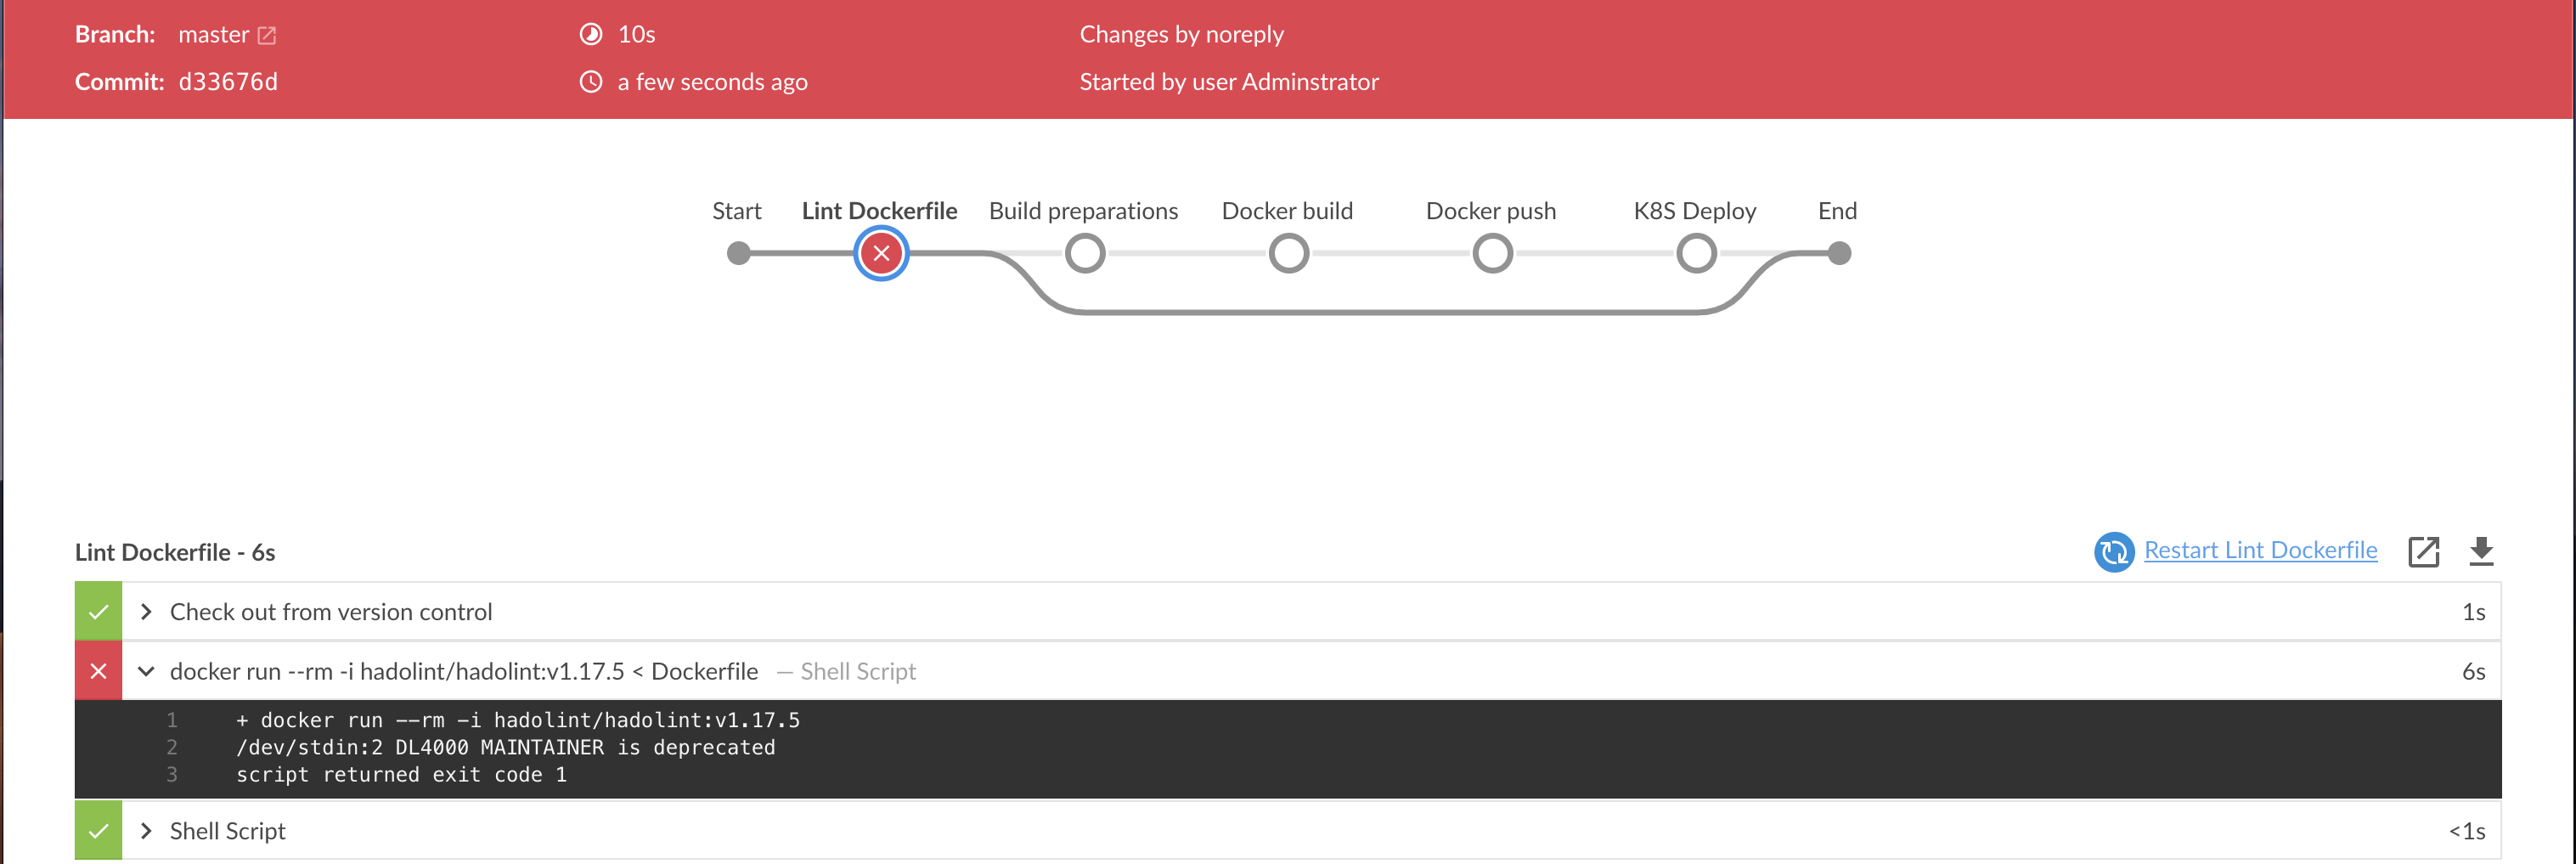 Branch: master
10s
Changes by noreply
Commit: d33676d
a few seconds ago
Started by user Adminstrator
Start
Lint Dockerfile
Build preparations
Docker build
Docker push
K8S Deploy
End
Lint Dockerfile - 6s
Restart Lint Dockerfile
Check out from version control
1s
docker run --rm -i hadolint/hadolint:v1.17.5 < Dockerfile — Shell Script
6s
1 + docker run --rm -i hadolint/hadolint:v1.17.5
2 /dev/stdin:2 DL4000 MAINTAINER is deprecated
3 script returned exit code 1
Shell Script
<1s